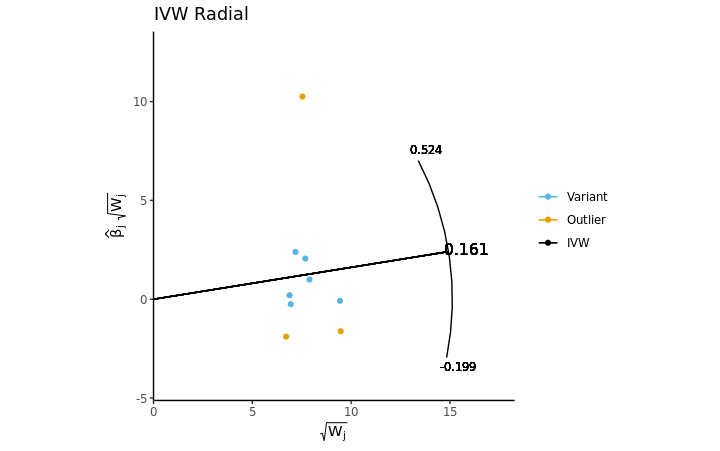 IVW Radial
10
5
0
-5
0
5
10
15
β̂ⱼ √Wⱼ
√Wⱼ
0.524
0.161
-0.199
Variant
Outlier
IVW